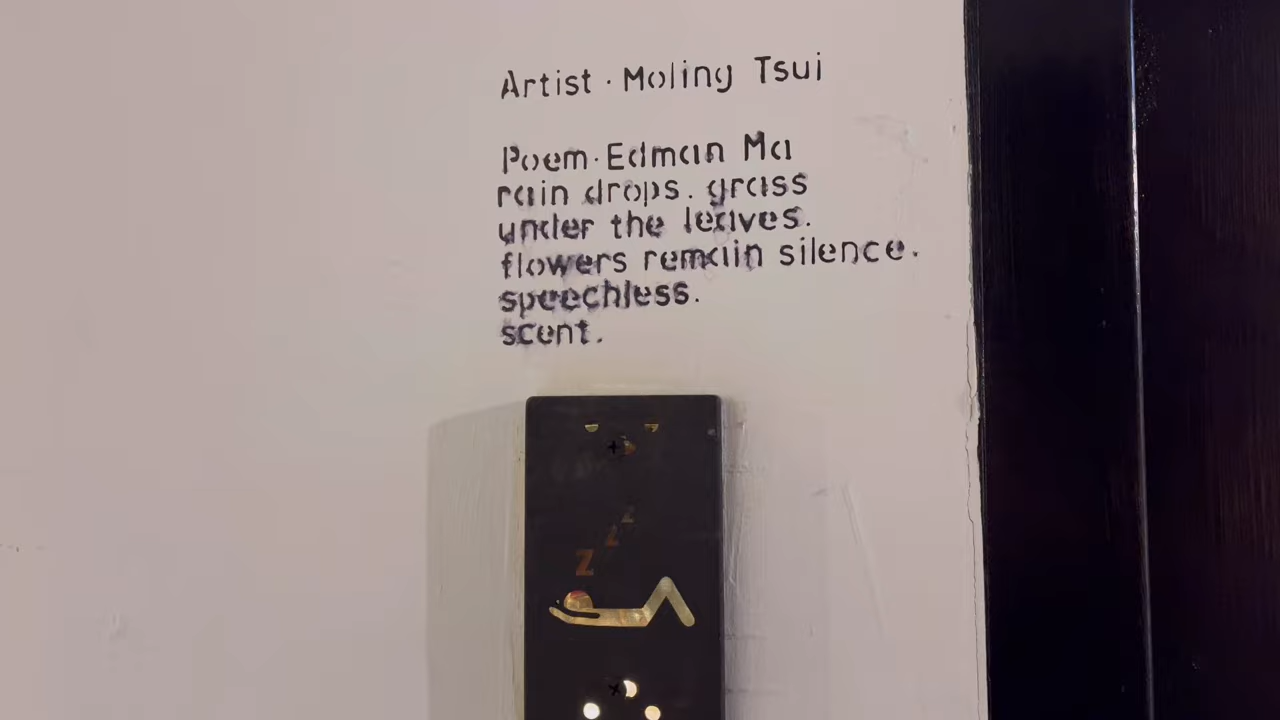 Artist · Moling Tsui
Poem · Edman Ma
rain drops. grass
under the leaves.
flowers remain silence.
speechless.
scent.
z
z
Z